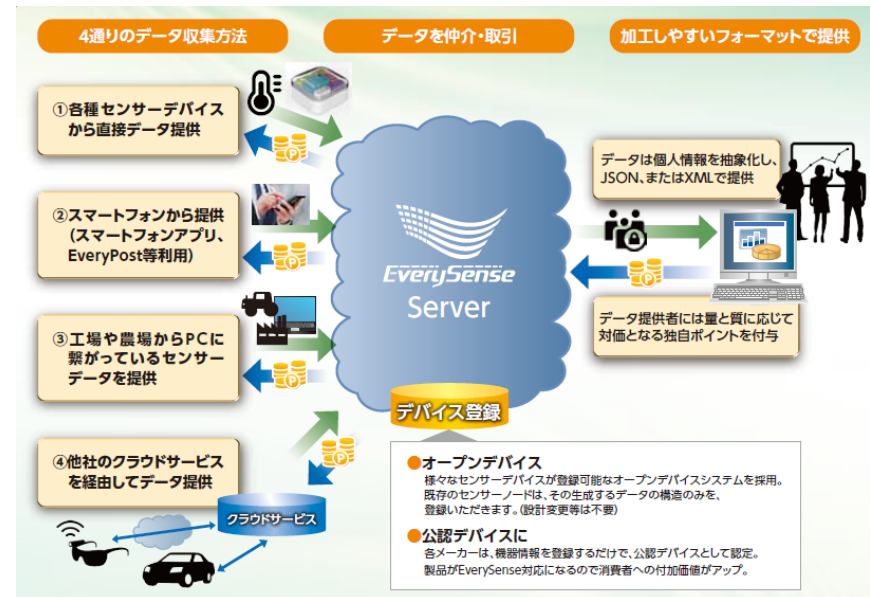 4通りのデータ収集方法
データを仲介・取引
加工しやすいフォーマットで提供
①各種センサーデバイス
から直接データ提供
②スマートフォンから提供
(スマートフォンアプリ、
EveryPost等利用)
③工場や農場からPCに
繋がっているセンサー
データを提供
④他社のクラウドサービス
を経由してデータ提供
クラウドサービス
P
P
P
P
EverySense
Server
デバイス登録
データは個人情報を抽象化し、
JSON、またはXMLで提供
P
データ提供者には量と質に応じて
対価となる独自ポイントを付与
●オープンデバイス
様々なセンサーデバイスが登録可能なオープンデバイスシステムを採用。
既存のセンサーノードは、その生成するデータの構造のみを、
登録いただきます。(設計変更等は不要)
●公認デバイスに
各メーカーは、機器情報を登録するだけで、公認デバイスとして認定。
製品がEverySense対応になるので消費者への付加価値がアップ。